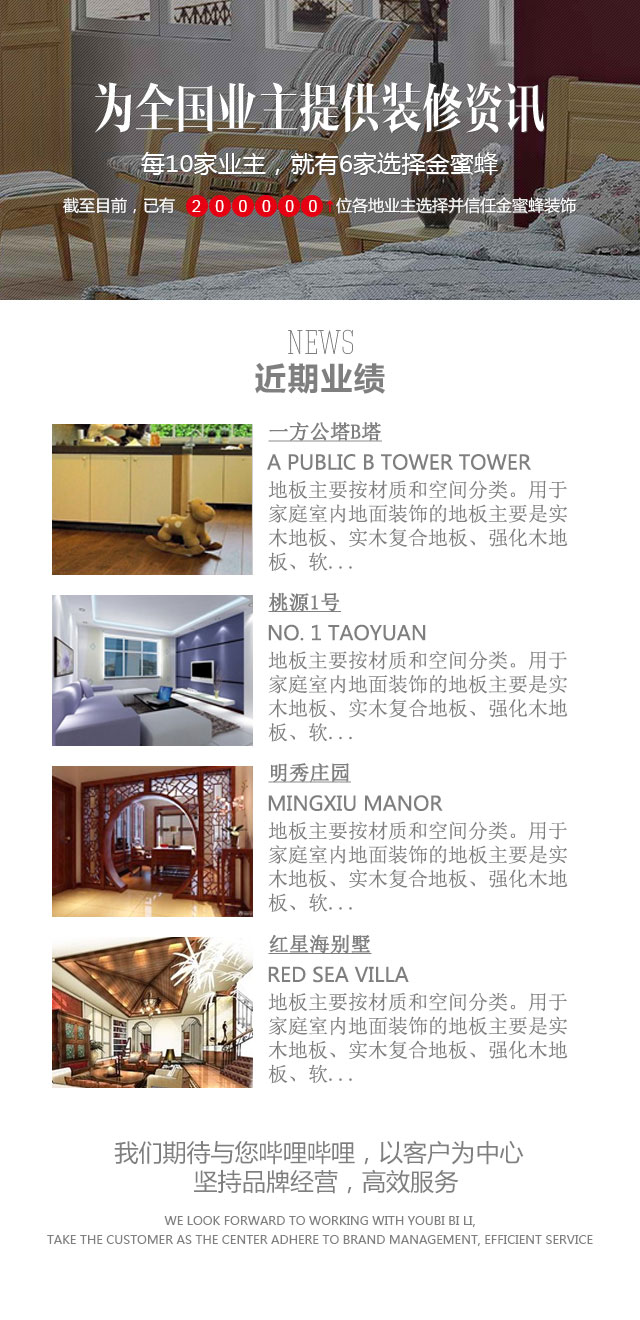 为全国业主提供装修资讯
每10家业主，就有6家选择金蜜蜂
截至目前，已有 200000 位各地业主选择并信任金蜜蜂装饰
NEWS
近期业绩
一方公塔B塔
A PUBLIC B TOWER TOWER
地板主要按材质和空间分类。用于
家庭室内地面装饰的地板主要是实
木地板、实木复合地板、强化木地
板、软...
桃源1号
NO. 1 TAOYUAN
地板主要按材质和空间分类。用于
家庭室内地面装饰的地板主要是实
木地板、实木复合地板、强化木地
板、软...
明秀庄园
MINGXIU MANOR
地板主要按材质和空间分类。用于
家庭室内地面装饰的地板主要是实
木地板、实木复合地板、强化木地
板、软...
红星海别墅
RED SEA VILLA
地板主要按材质和空间分类。用于
家庭室内地面装饰的地板主要是实
木地板、实木复合地板、强化木地
板、软...
我们期待与您哔哩哔哩，以客户为中心
坚持品牌经营，高效服务
WE LOOK FORWARD TO WORKING WITH YOUBI BI LI,
TAKE THE CUSTOMER AS THE CENTER ADHERE TO BRAND MANAGEMENT, EFFICIENT SERVICE